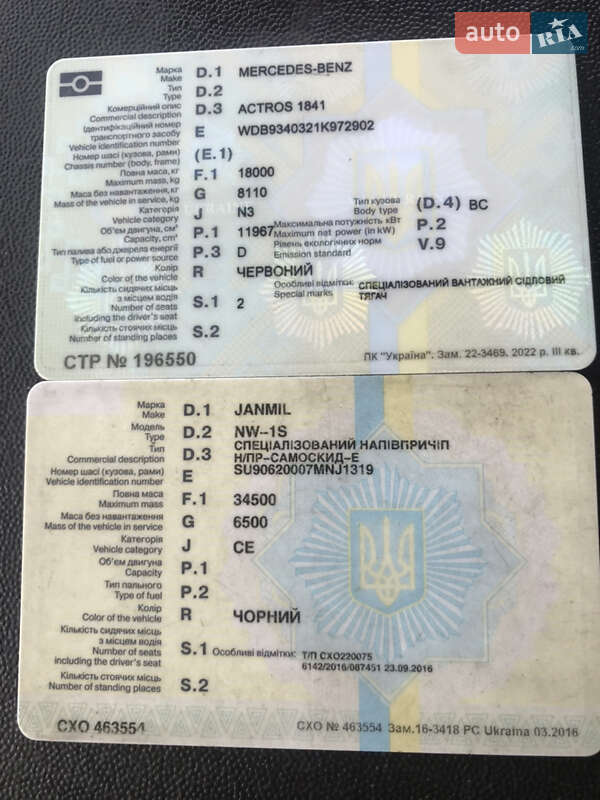 auto RIA.com
Марка D.1 MERCEDES-BENZ
Make
Тип D.2
Type
Комерційний опис D.3 ACTROS 1841
Commercial description
Ідентифікаційний номер
транспортного засобу E WDB9340321K972902
Vehicle identification number
Номер шасі (кузова, рами) (E.1)
Chassis number (body, frame)
Повна маса, кг F.1 18000
Maximum mass, kg
Маса без навантаження, кг G 8110
Mass of the vehicle in service, kg
Категорія J N3
Vehicle category
Тип кузова (D.4) BC
Body type
Об'єм двигуна, см³ P.1 11967
Capacity, cm³
Максимальна потужність кВт P.2
Maximum net power (in kW)
Тип палива або джерела енергії P.3 D
Type of fuel or power source
Рівень екологічних норм V.9
Emission standard
Колір R ЧЕРВОНИЙ
Color of the vehicle
Особливі відмітки: СПЕЦІАЛІЗОВАНИЙ ВАНТАЖНИЙ СІДЛОВИЙ
Special marks ТЯГАЧ
Кількість сидячих місць
з місцем водія S.1 2
Number of seats
including the driver's seat
Кількість стоячих місць S.2
Number of standing places
СТР № 196550
ПК "Україна". Зам. 22-3469. 2022 р. III кв.
Марка D.1 JANMIL
Make
Модель D.2 NW-1S
Type
СПЕЦІАЛІЗОВАНИЙ НАПІВПРИЧІП
Commercial description D.3 Н/ПР-САМОСКИД-Е
Номер шасі (кузова, рами) E SU90620007MNJ1319
Vehicle identification number
Повна маса F.1 34500
Maximum mass
Маса без навантаження G 6500
Mass of the vehicle in service
Категорія J CE
Vehicle category
Об'єм двигуна P.1
Capacity
Тип пального P.2
Type of fuel
Колір R ЧОРНИЙ
Color of the vehicle
Кількість сидячих місць
з місцем водія
Number of seats S.1 Особливі відмітки: Т/П СХО220075
including the driver's seat 6142/2016/087451 23.09.2016
Кількість стоячих місць S.2
Number of standing places
СХО 463554
СХО № 463554 Зам.16-3418 PC Ukraina 03.2016